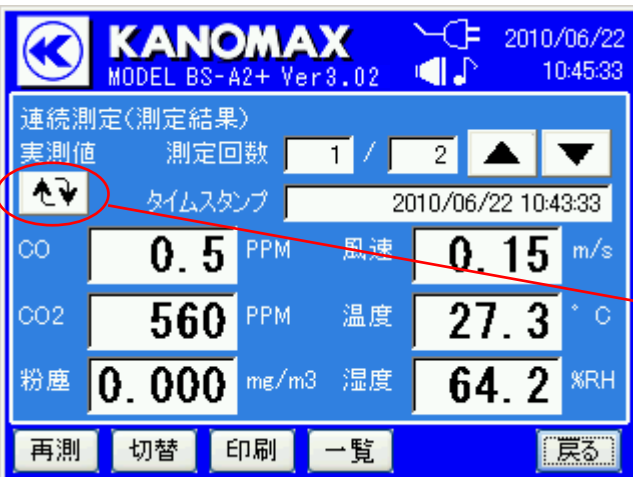 KANOMAX
MODEL BS-A2+ Ver3.02
2010/06/22
10:45:33
連続測定(測定結果)
実測値 測定回数 1 / 2 ▲ ▼
タイムスタンプ 2010/06/22 10:43:33
CO 0.5 PPM 風速 0.15 m/s
CO2 560 PPM 温度 27.3 °C
粉塵 0.000 mg/m3 湿度 64.2 %RH
再測 切替 印刷 一覧 戻る